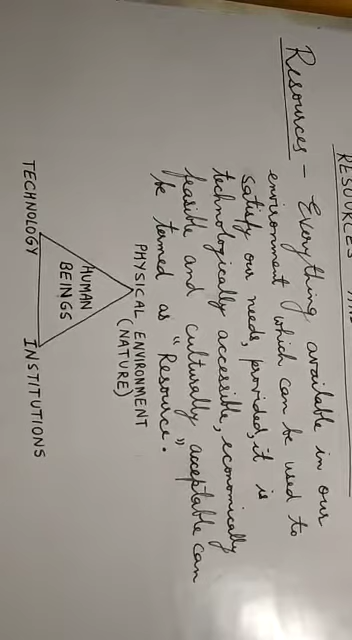 RESOURCES
Resources - Everything available in our
environment which can be used to
satisfy our needs, provided, it is
technologically accessible, economically
feasible and culturally acceptable can
be termed as "Resource".
PHYSICAL ENVIRONMENT
(NATURE)
HUMAN
BEINGS
TECHNOLOGY INSTITUTIONS